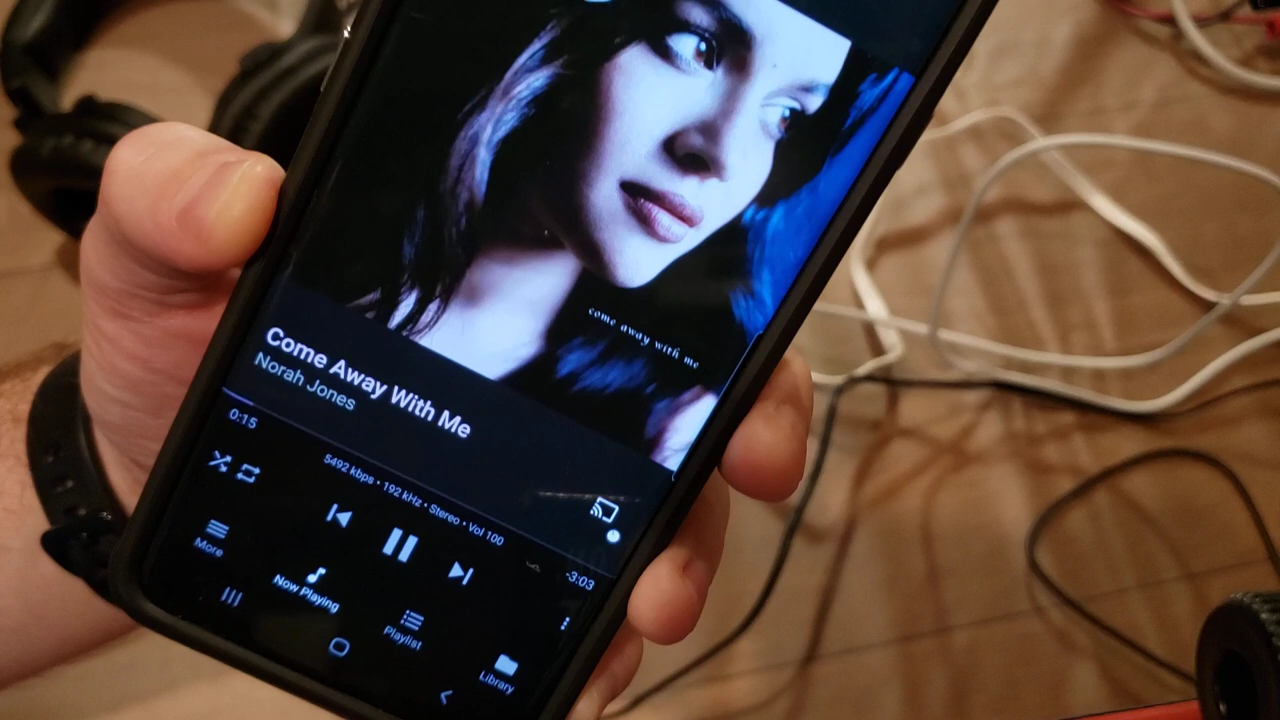 come away with me
Come Away With Me
Norah Jones
0:15
5492 kbps • 192 kHz • Stereo • Vol 100
-3:03
More
Now Playing
Playlist
Library